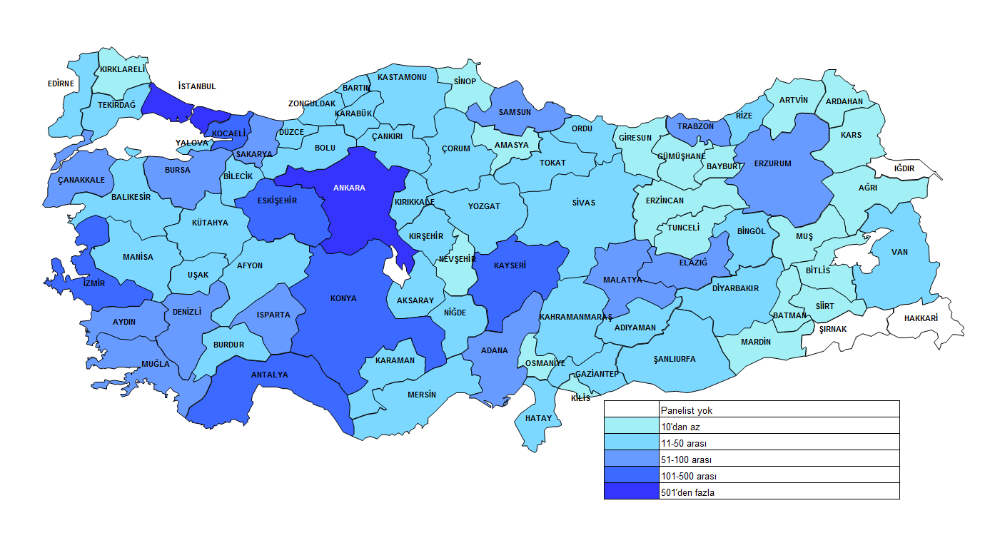 KIRKLARELİ
EDİRNE
İSTANBUL
TEKİRDAĞ
KASTAMONU
BARTIN
SİNOP
ZONGULDAK
KARABÜK
SAMSUN
ARTVİN
ARDAHAN
RİZE
TRABZON
KOCAELİ
DÜZCE
ÇANKIRI
ORDU
GİRESUN
KARS
YALOVA
SAKARYA
BOLU
ÇORUM
AMASYA
GÜMÜŞHANE
BAYBURT
ERZURUM
IĞDIR
TOKAT
BURSA
BİLECİK
ÇANAKKALE
ANKARA
AĞRI
BALIKESİR
ESKİŞEHİR
KIRIKKALE
YOZGAT
SİVAS
ERZİNCAN
KÜTAHYA
TUNCELİ
BİNGÖL
MUŞ
KIRŞEHİR
MANİSA
NEVŞEHİR
VAN
AFYON
UŞAK
KAYSERİ
ELAZIĞ
BİTLİS
MALATYA
İZMİR
DİYARBAKIR
KONYA
AKSARAY
SİİRT
DENİZLİ
ISPARTA
NİĞDE
KAHRAMANMARAŞ
BATMAN
HAKKARİ
AYDIN
ADIYAMAN
ŞIRNAK
BURDUR
MARDİN
ADANA
KARAMAN
OSMANİYE
ŞANLIURFA
MUĞLA
ANTALYA
GAZİANTEP
MERSİN
KİLİS
HATAY
Panelist yok
10'dan az
11-50 arası
51-100 arası
101-500 arası
501'den fazla